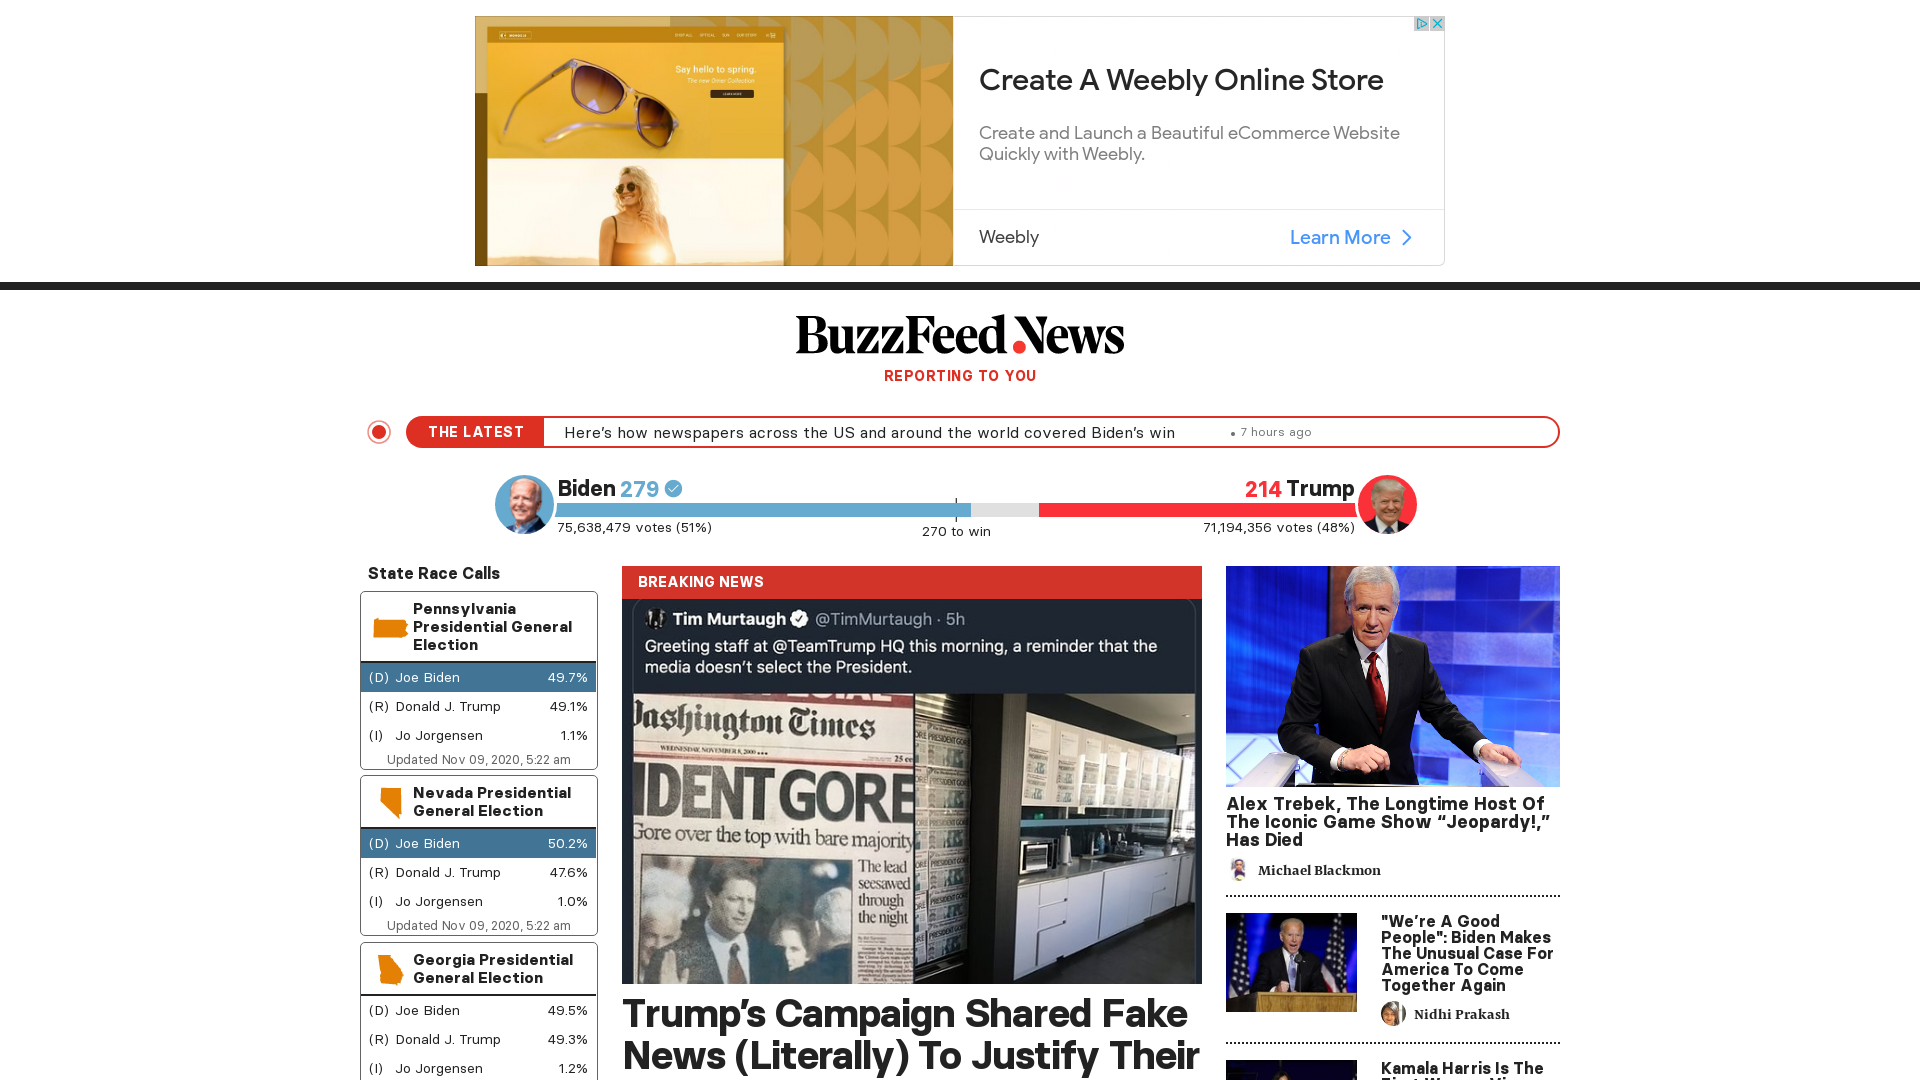 Say hello to spring.
Create A Weebly Online Store
Create and Launch a Beautiful eCommerce Website
Quickly with Weebly.
Weebly
Learn More
BuzzFeed News
REPORTING TO YOU
THE LATEST
Here's how newspapers across the US and around the world covered Biden's win
• 7 hours ago
Biden 279
214 Trump
75,638,479 votes (51%)
270 to win
71,194,356 votes (48%)
State Race Calls
Pennsylvania
Presidential General
Election
(D) Joe Biden 49.7%
(R) Donald J. Trump 49.1%
(I) Jo Jorgensen 1.1%
Updated Nov 09, 2020, 5:22 am
Nevada Presidential
General Election
(D) Joe Biden 50.2%
(R) Donald J. Trump 47.6%
(I) Jo Jorgensen 1.0%
Updated Nov 09, 2020, 5:22 am
Georgia Presidential
General Election
(D) Joe Biden 49.5%
(R) Donald J. Trump 49.3%
(I) Jo Jorgensen 1.2%
BREAKING NEWS
Tim Murtaugh @TimMurtaugh · 5h
Greeting staff at @TeamTrump HQ this morning, a reminder that the
media doesn't select the President.
Washington Times
WEDNESDAY, NOVEMBER 8, 2000
IDENT GORE
Gore over the top with bare majority
The lead
seesawed
through
the night
Trump's Campaign Shared Fake
News (Literally) To Justify Their
Alex Trebek, The Longtime Host Of
The Iconic Game Show “Jeopardy!,”
Has Died
Michael Blackmon
"We're A Good
People": Biden Makes
The Unusual Case For
America To Come
Together Again
Nidhi Prakash
Kamala Harris Is The